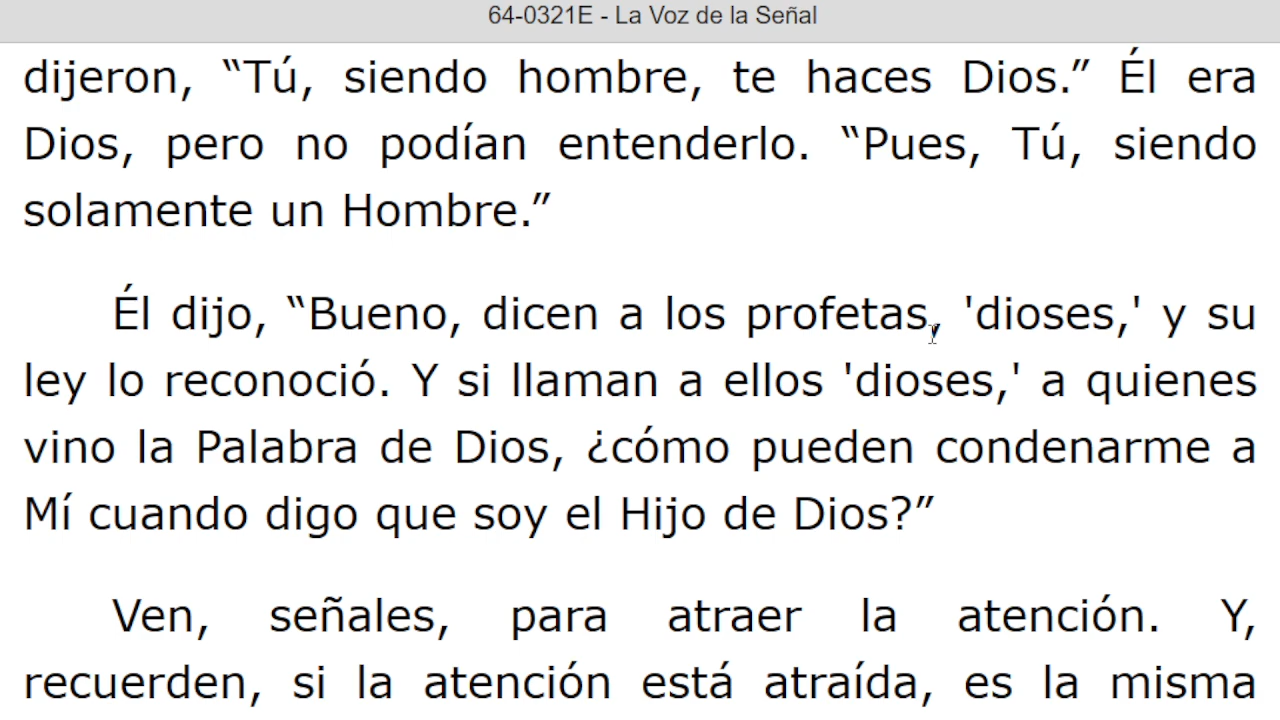 64-0321E - La Voz de la Señal
dijeron, “Tú, siendo hombre, te haces Dios.” Él era
Dios, pero no podían entenderlo. “Pues, Tú, siendo
solamente un Hombre.”
Él dijo, “Bueno, dicen a los profetas, 'dioses,' y su
ley lo reconoció. Y si llaman a ellos 'dioses,' a quienes
vino la Palabra de Dios, ¿cómo pueden condenarme a
Mí cuando digo que soy el Hijo de Dios?”
Ven, señales, para atraer la atención. Y,
recuerden, si la atención está atraída, es la misma